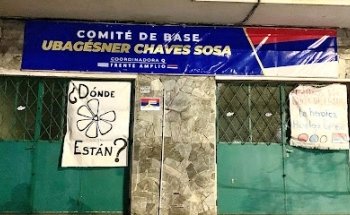 COMITÉ DE BASE
UBAGÉSNER CHAVES SOSA
COORDINADORA Q
FRENTE AMPLIO
¿DÓNDE
ESTÁN?